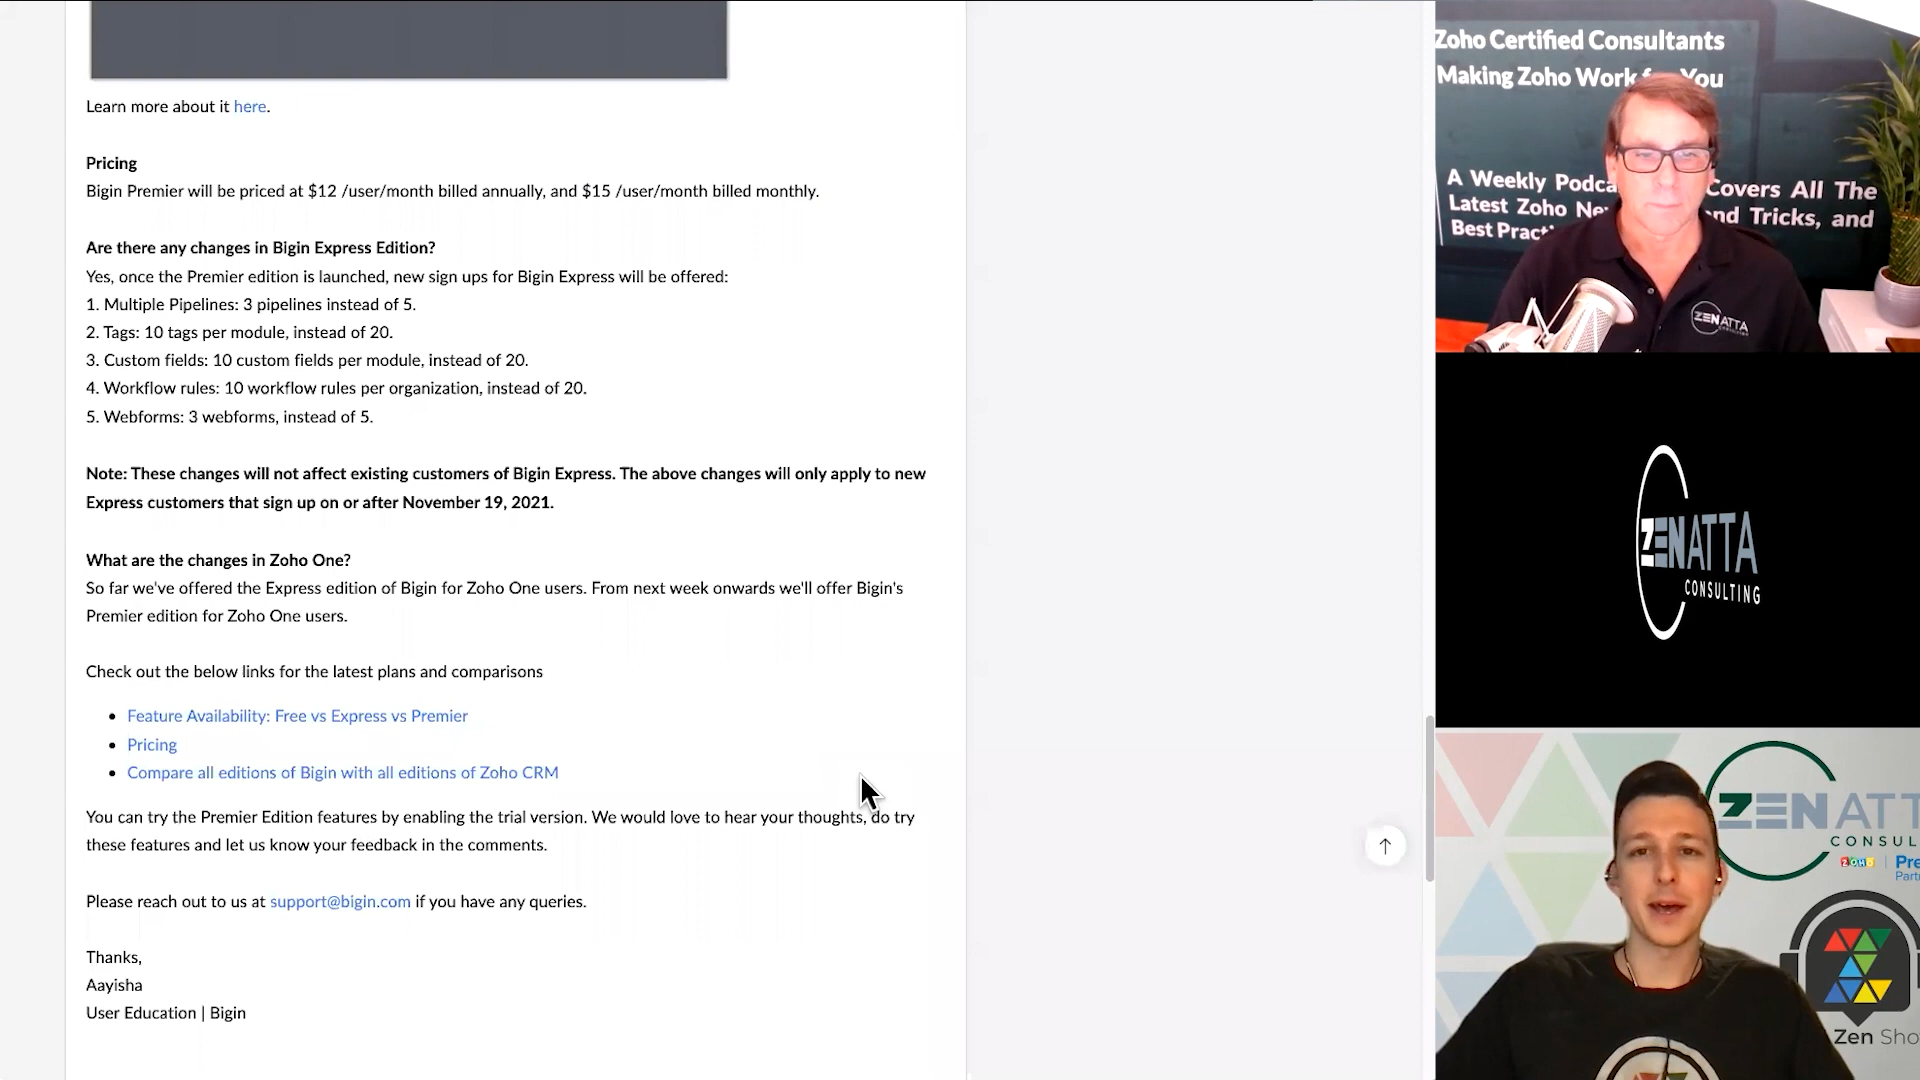 Learn more about it here.
Pricing
Bigin Premier will be priced at $12 /user/month billed annually, and $15 /user/month billed monthly.
Are there any changes in Bigin Express Edition?
Yes, once the Premier edition is launched, new sign ups for Bigin Express will be offered:
1. Multiple Pipelines: 3 pipelines instead of 5.
2. Tags: 10 tags per module, instead of 20.
3. Custom fields: 10 custom fields per module, instead of 20.
4. Workflow rules: 10 workflow rules per organization, instead of 20.
5. Webforms: 3 webforms, instead of 5.
Note: These changes will not affect existing customers of Bigin Express. The above changes will only apply to new
Express customers that sign up on or after November 19, 2021.
What are the changes in Zoho One?
So far we've offered the Express edition of Bigin for Zoho One users. From next week onwards we'll offer Bigin's
Premier edition for Zoho One users.
Check out the below links for the latest plans and comparisons
• Feature Availability: Free vs Express vs Premier
• Pricing
• Compare all editions of Bigin with all editions of Zoho CRM
You can try the Premier Edition features by enabling the trial version. We would love to hear your thoughts, do try
these features and let us know your feedback in the comments.
Please reach out to us at support@bigin.com if you have any queries.
Thanks,
Aayisha
User Education | Bigin
Zoho Certified Consultants
Making Zoho Work You
A Weekly Covers All The
Latest Zoho Tricks, and
Best
ZENATTA
ZENATTA
CONSULTING
ZENATT
CONSUL
ZOHO
Zen Sho